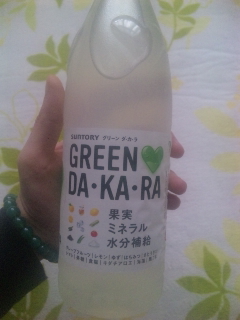 SUNTORY グリーン ダ・カ・ラ
GREEN
DA・KA・RA
果実
ミネラル
水分補給